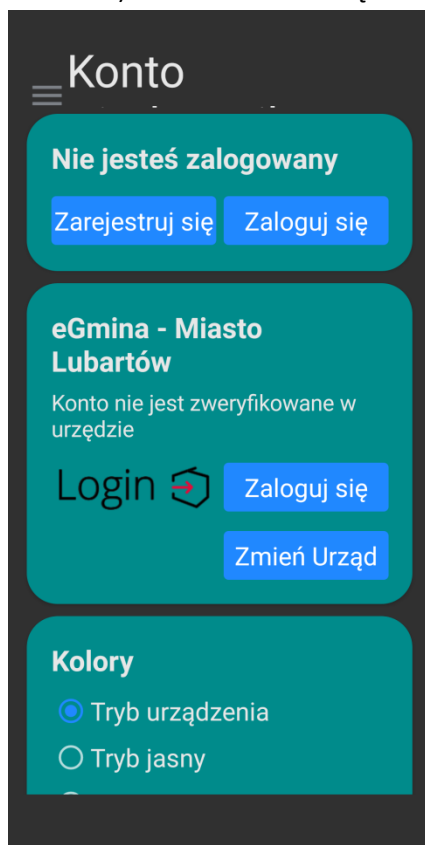 Konto
Nie jesteś zalogowany
Zarejestruj się
Zaloguj się
eGmina - Miasto
Lubartów
Konto nie jest zweryfikowane w
urzędzie
Login
Zaloguj się
Zmień Urząd
Kolory
Tryb urządzenia
Tryb jasny